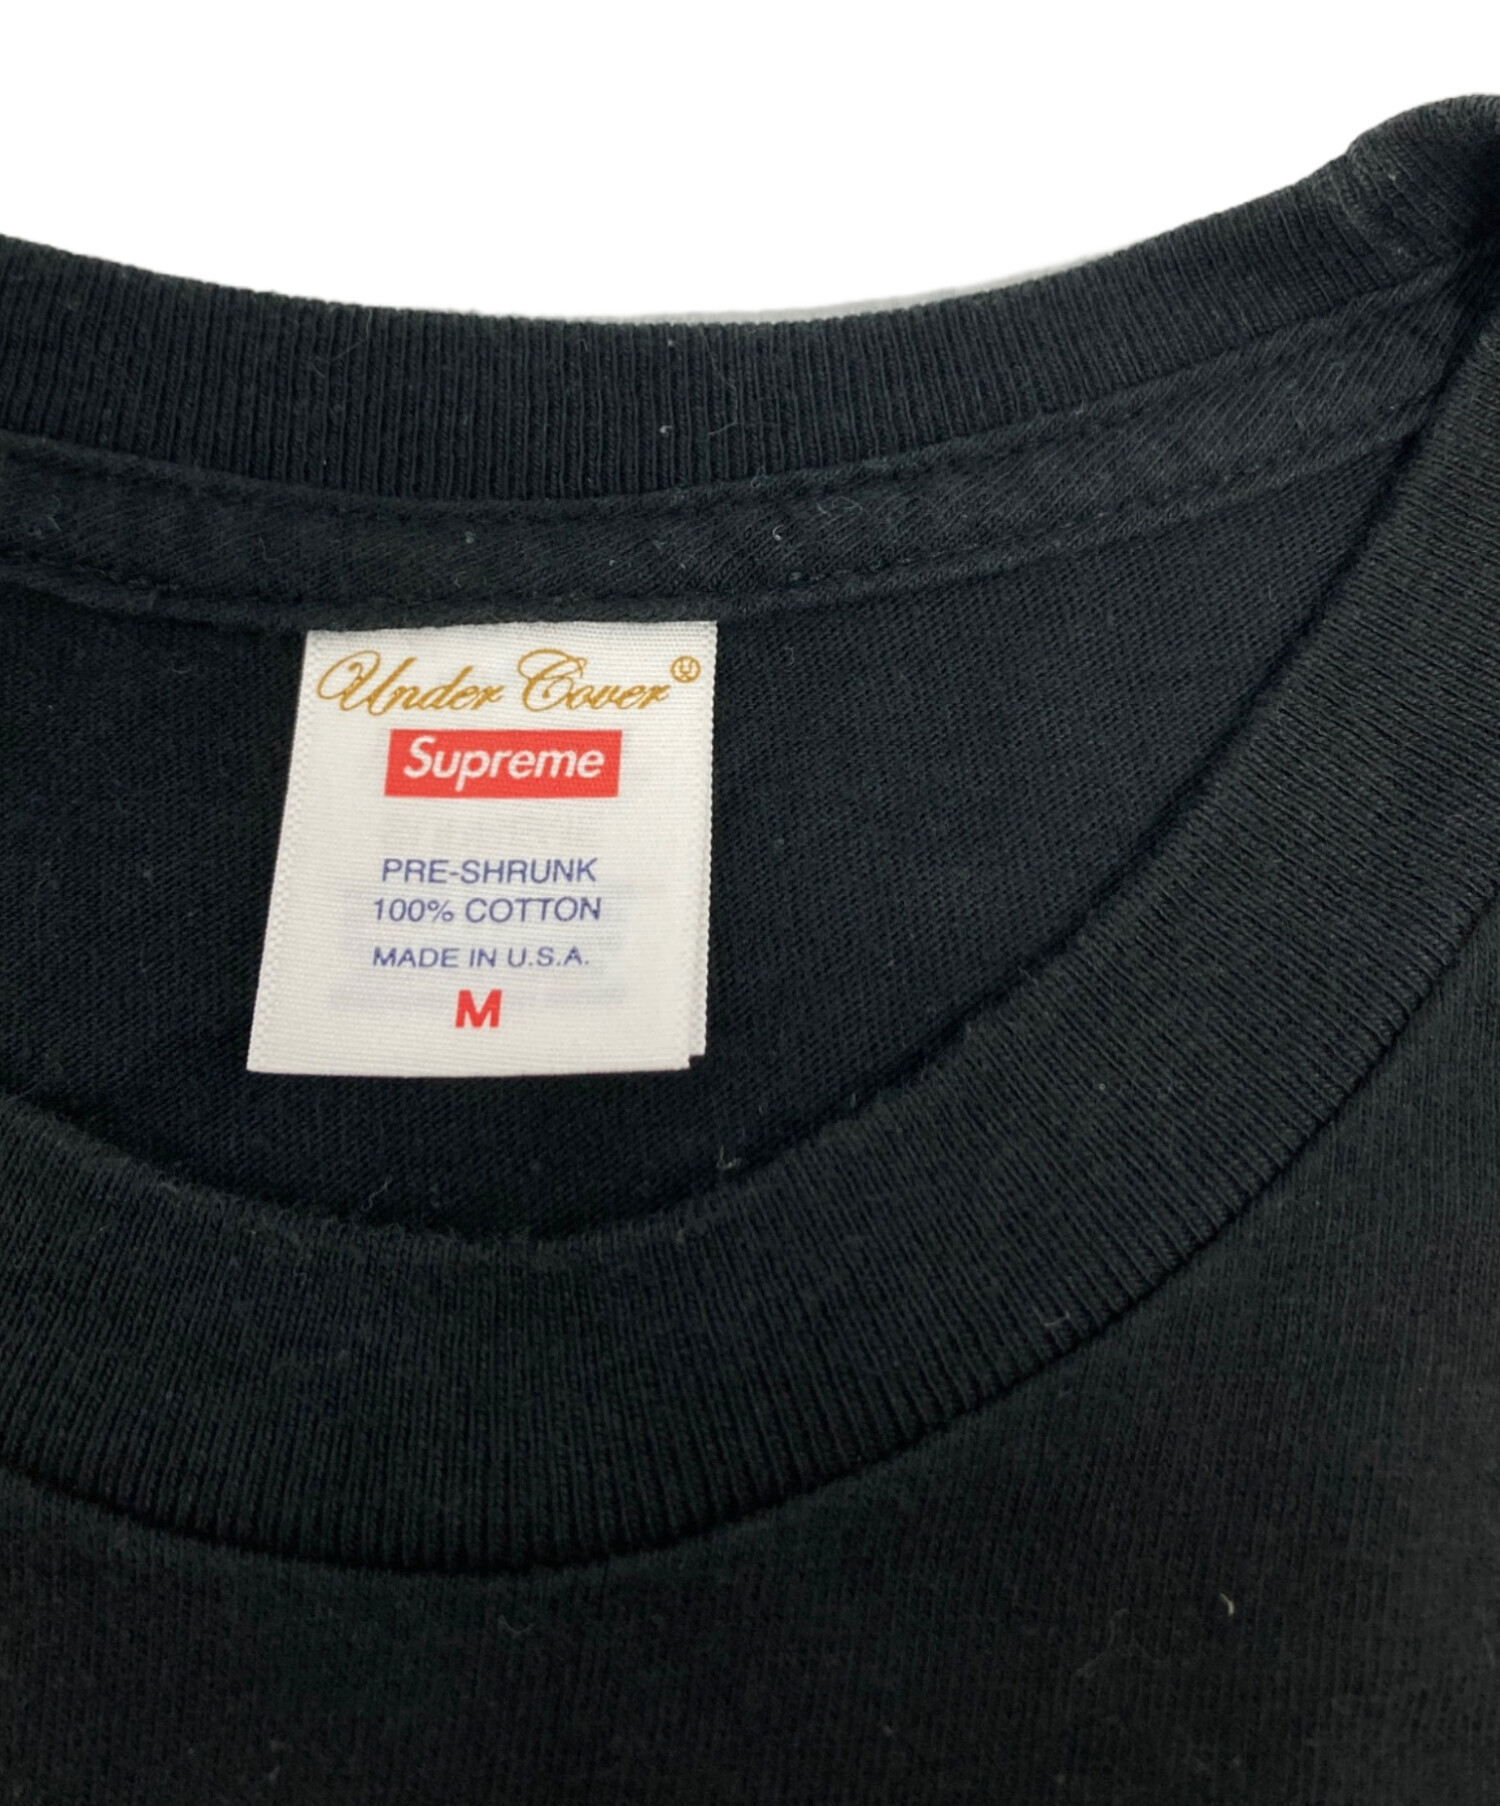 Under Cover®
Supreme
PRE-SHRUNK
100% COTTON
MADE IN U.S.A.
M